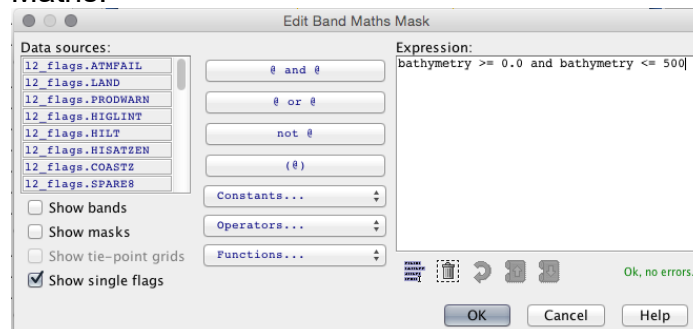 Maths.
Edit Band Maths Mask
Data sources:
l2_flags.ATMFAIL
l2_flags.LAND
l2_flags.PRODWARN
l2_flags.HIGLINT
l2_flags.HILT
l2_flags.HISATZEN
l2_flags.COASTZ
l2_flags.SPARE8
Show bands
Show masks
Show tie-point grids
Show single flags
@ and @
@ or @
not @
(@)
Constants...
Operators...
Functions...
Expression:
bathymetry >= 0.0 and bathymetry <= 500
Ok, no errors.
OK
Cancel
Help